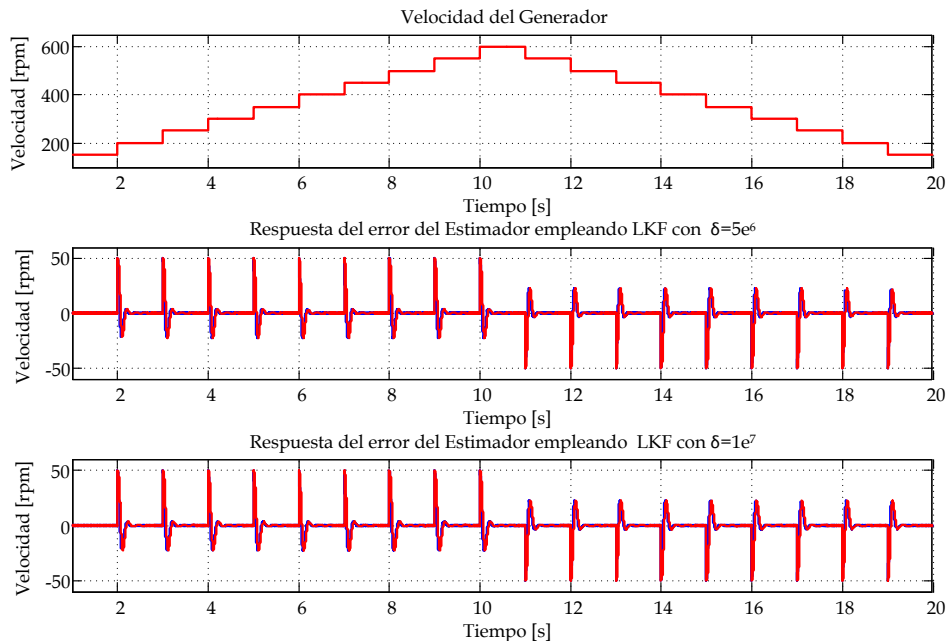 Velocidad del Generador
Velocidad [rpm]
600
400
200
2 4 6 8 10 12 14 16 18 20
Tiempo [s]
Respuesta del error del Estimador empleando LKF con δ=5e⁶
Velocidad [rpm]
50
0
-50
2 4 6 8 10 12 14 16 18 20
Tiempo [s]
Respuesta del error del Estimador empleando LKF con δ=1e⁷
Velocidad [rpm]
50
0
-50
2 4 6 8 10 12 14 16 18 20
Tiempo [s]